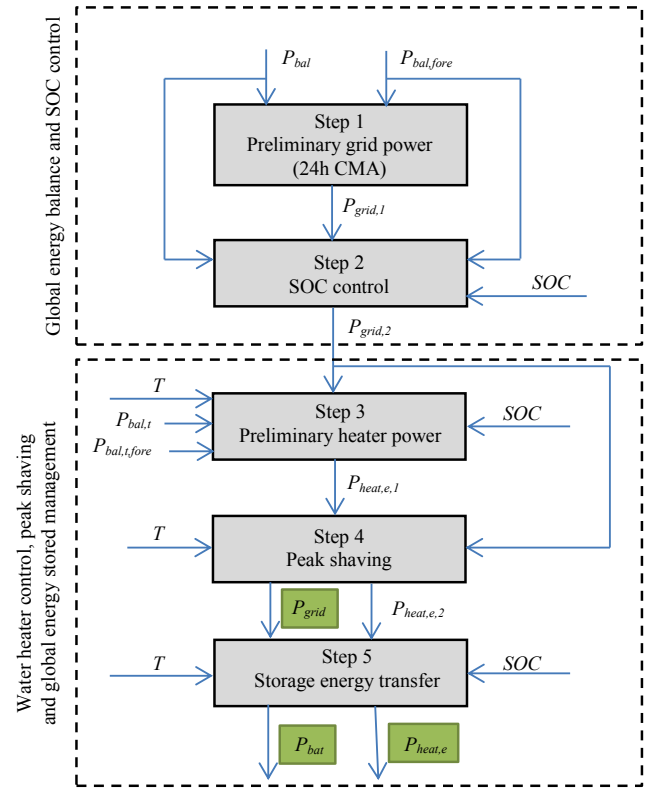 Global energy balance and SOC control
P_bal
P_bal,fore
Step 1
Preliminary grid power
(24h CMA)
P_grid,1
Step 2
SOC control
SOC
P_grid,2
Water heater control, peak shaving
and global energy stored management
T
P_bal,t
P_bal,t,fore
Step 3
Preliminary heater power
SOC
P_heat,e,1
T
Step 4
Peak shaving
P_grid
P_heat,e,2
T
Step 5
Storage energy transfer
SOC
P_bat
P_heat,e